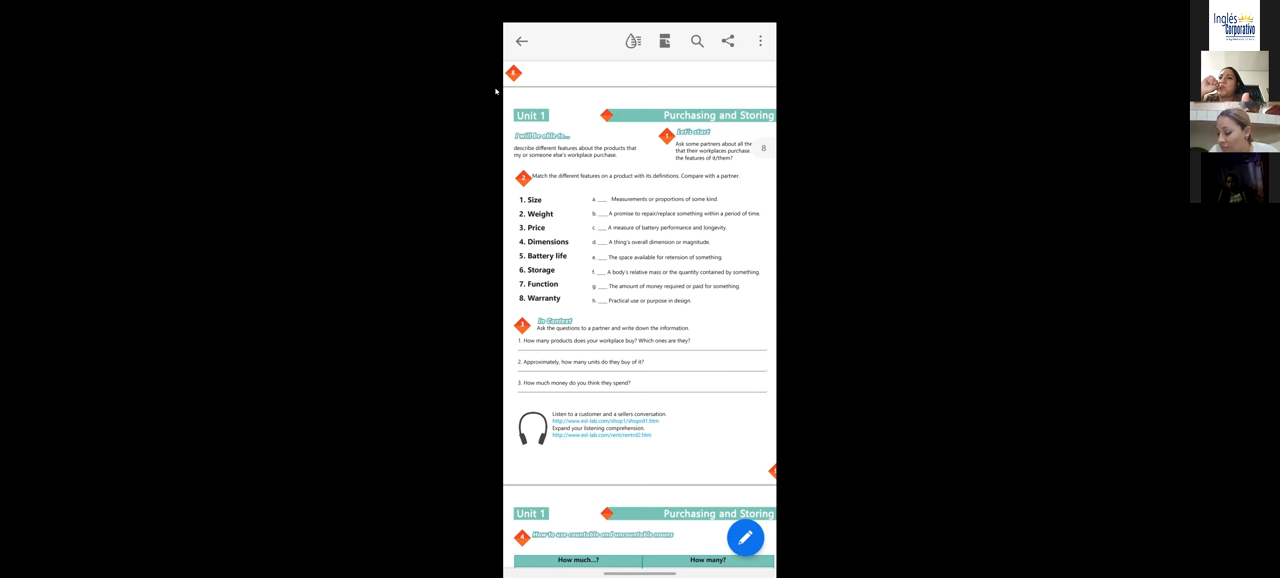 Inglés
Corporativo
8
Unit 1
Purchasing and Storing
I will be able to...
describe different features about the products that
my or someone else's workplace purchase.
1
Let's start
Ask some partners about all the
that their workplaces purchase.
the features of it/them?
8
2
Match the different features on a product with its definitions. Compare with a partner.
1. Size
2. Weight
3. Price
4. Dimensions
5. Battery life
6. Storage
7. Function
8. Warranty
a. ___ Measurements or proportions of some kind.
b. ___ A promise to repair/replace something within a period of time.
c. ___ A measure of battery performance and longevity.
d. ___ A thing's overall dimension or magnitude.
e. ___ The space available for retention of something.
f. ___ A body's relative mass or the quantity contained by something.
g. ___ The amount of money required or paid for something.
h. ___ Practical use or purpose in design.
3
In Context
Ask the questions to a partner and write down the information.
1. How many products does your workplace buy? Which ones are they?
2. Approximately, how many units do they buy of it?
3. How much money do you think they spend?
Listen to a customer and a sellers conversation.
http://www.esl-lab.com/shop1/shoprd1.htm
Expand your listening comprehension.
http://www.esl-lab.com/rent/rentrd2.htm
Unit 1
Purchasing and Storing
4
How to use countable and uncountable nouns
How much...?
How many?